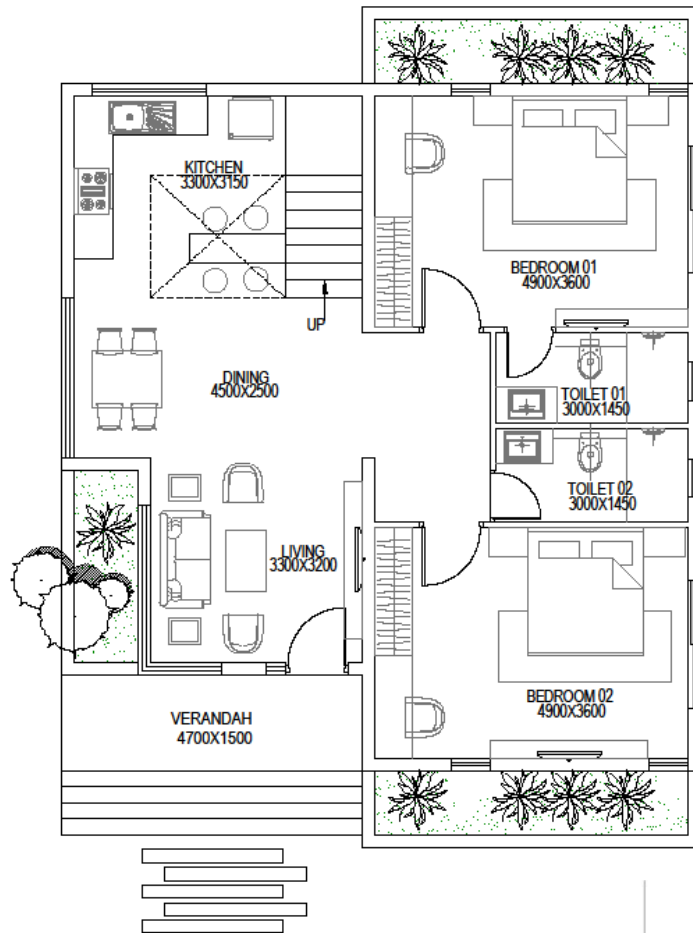 KITCHEN
3300X3150
BEDROOM 01
4900X3600
UP
DINING
4500X2500
TOILET 01
3000X1450
TOILET 02
3000X1450
LIVING
3300X3200
BEDROOM 02
4900X3600
VERANDAH
4700X1500